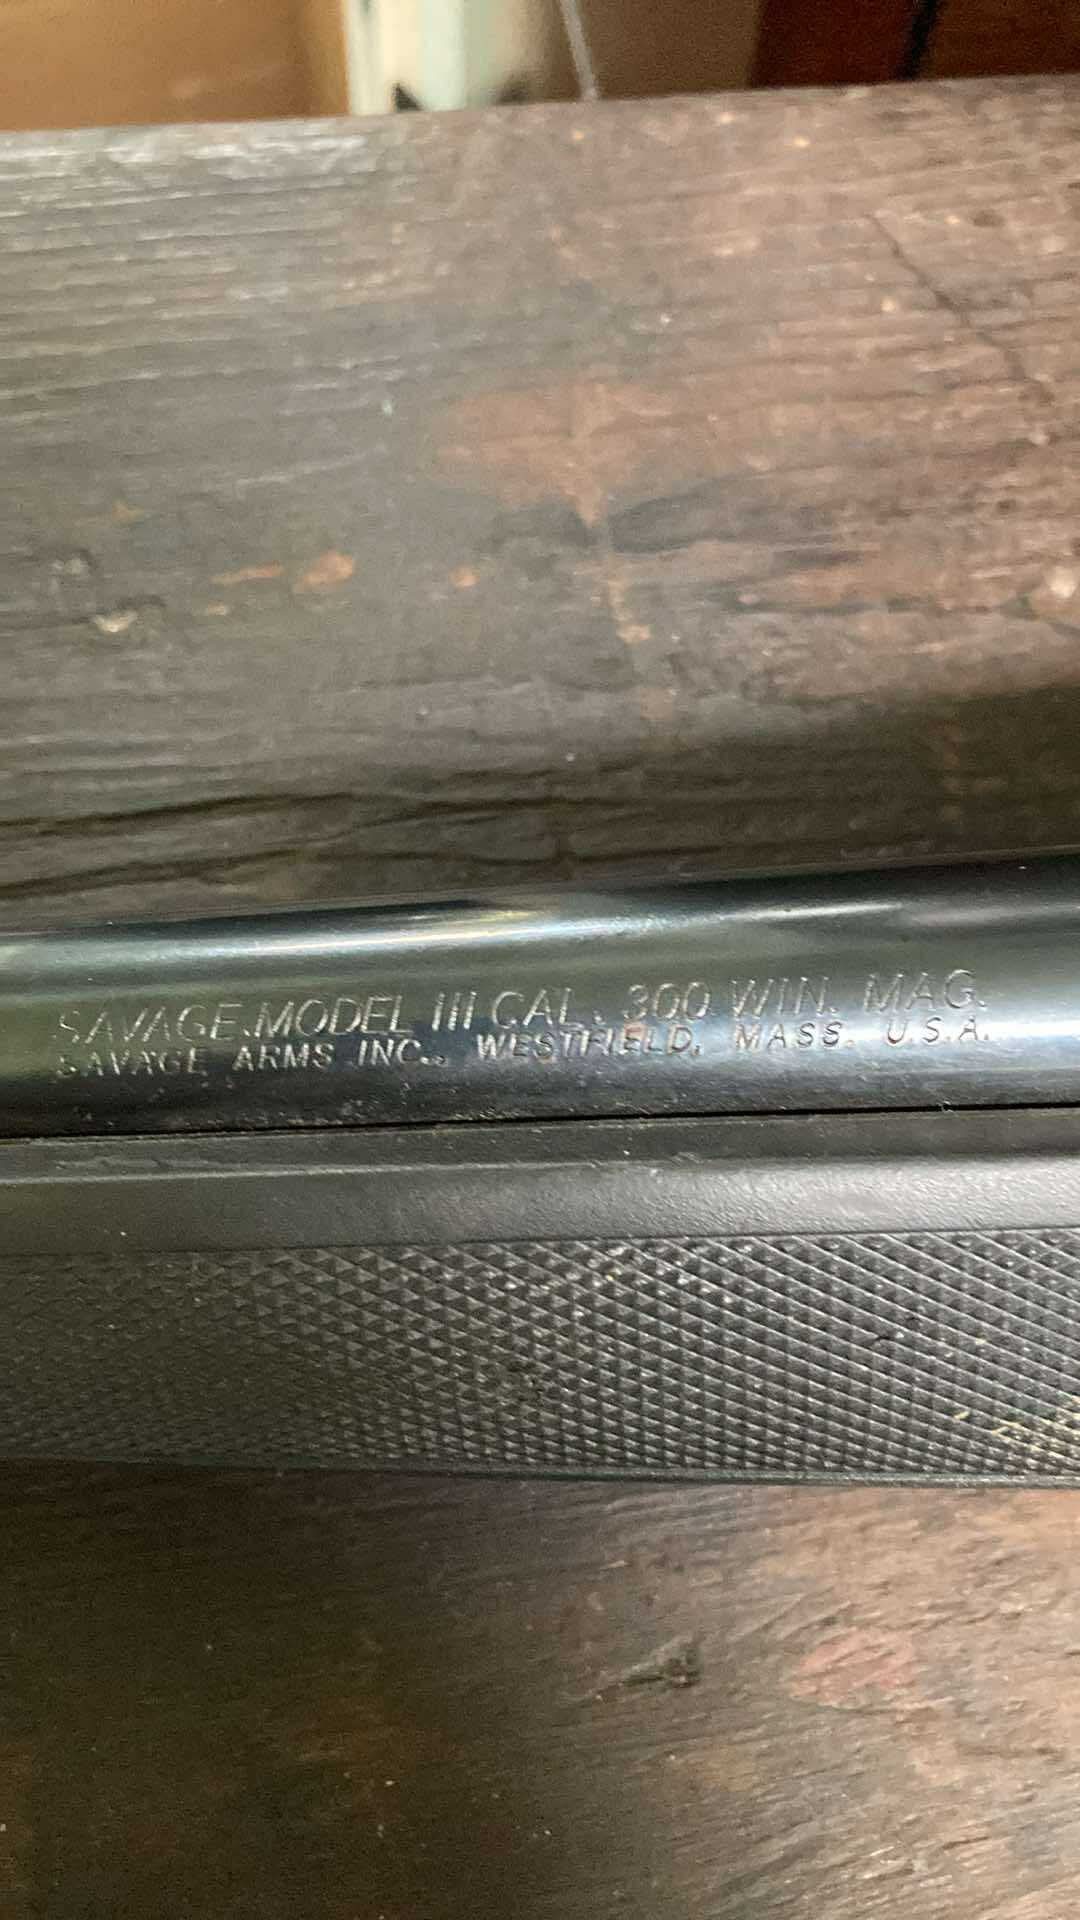 SAVAGE MODEL 111 CAL. 300 WIN. MAG.
SAVAGE ARMS INC., WESTFIELD, MASS. U.S.A.